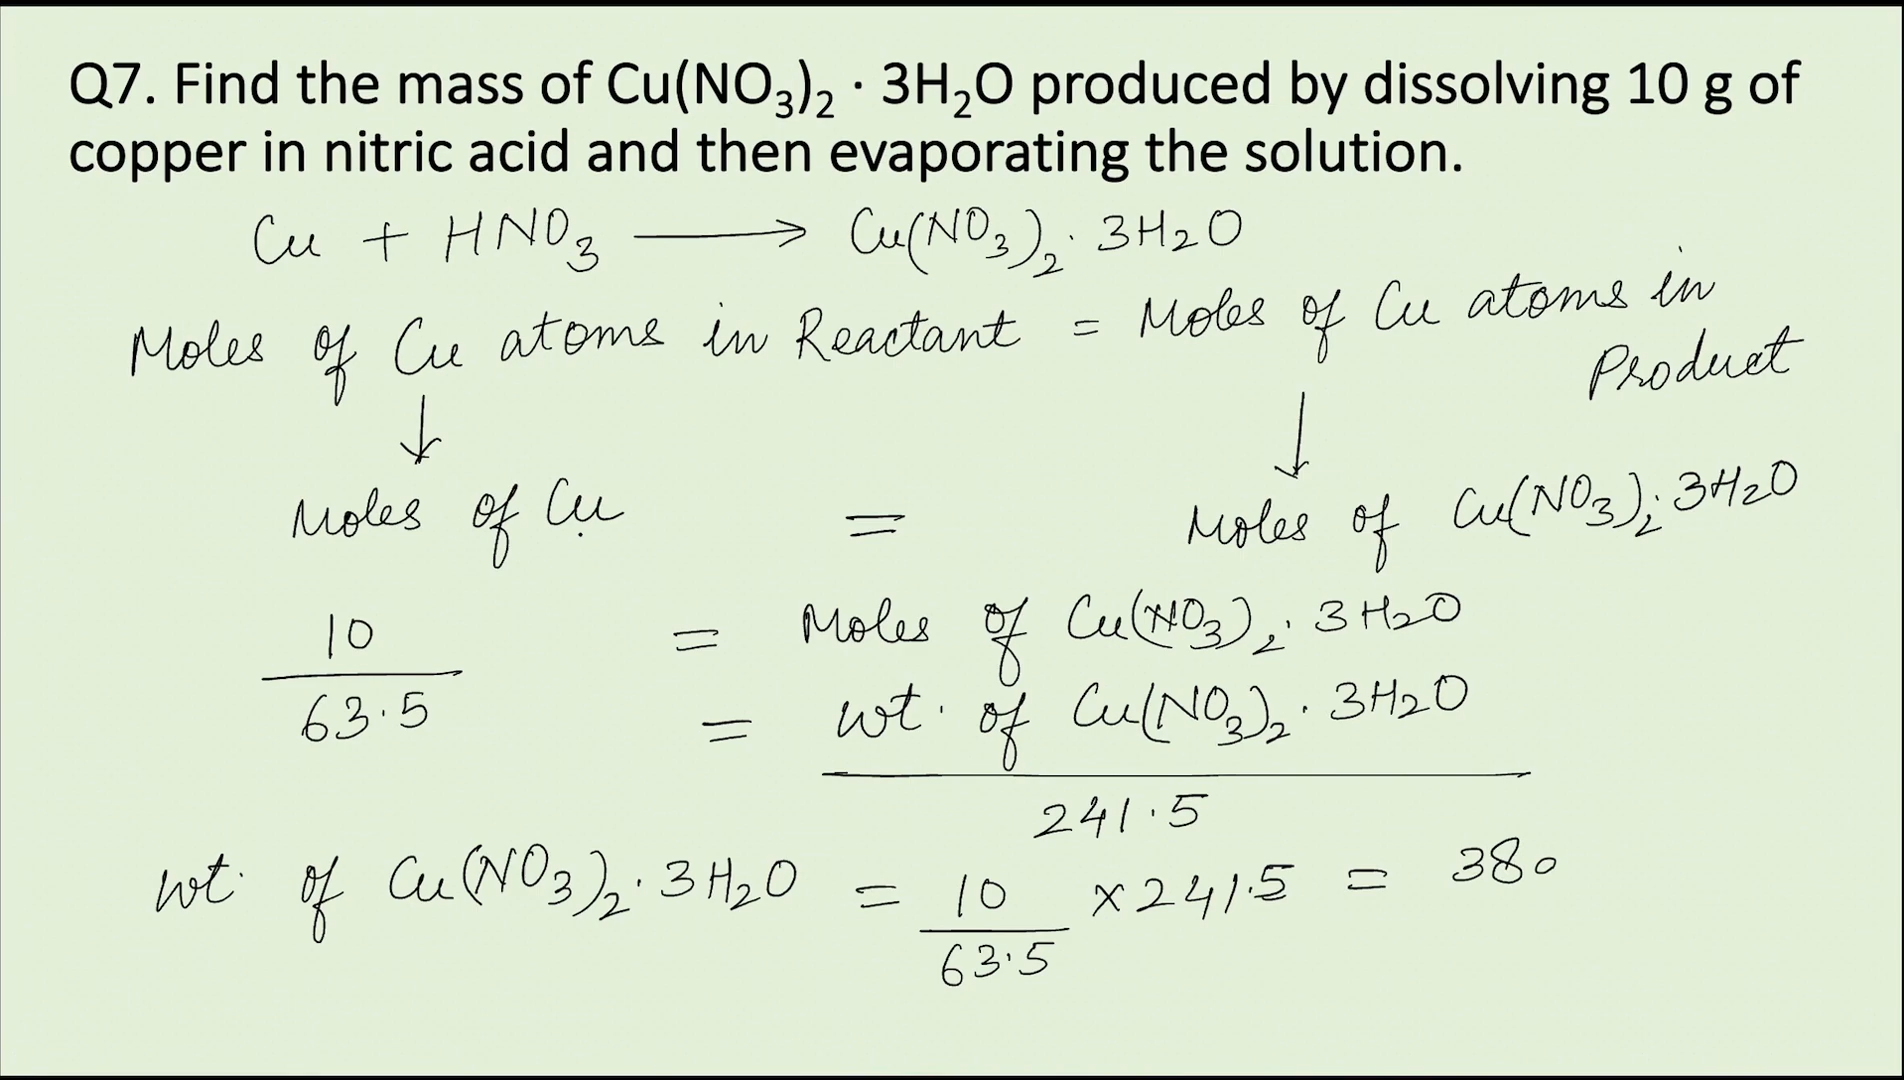 Q7. Find the mass of Cu(NO₃)₂ · 3H₂O produced by dissolving 10 g of
copper in nitric acid and then evaporating the solution.
Cu + HNO₃ ⟶ Cu(NO₃)₂ · 3H₂O
Moles of Cu atoms in Reactant = Moles of Cu atoms in
Product
↓ ↓
Moles of Cu = Moles of Cu(NO₃)₂ · 3H₂O
10 = Moles of Cu(NO₃)₂ · 3H₂O
63.5 = wt. of Cu(NO₃)₂ · 3H₂O
241.5
wt. of Cu(NO₃)₂ · 3H₂O = 10 × 241.5 = 380
63.5